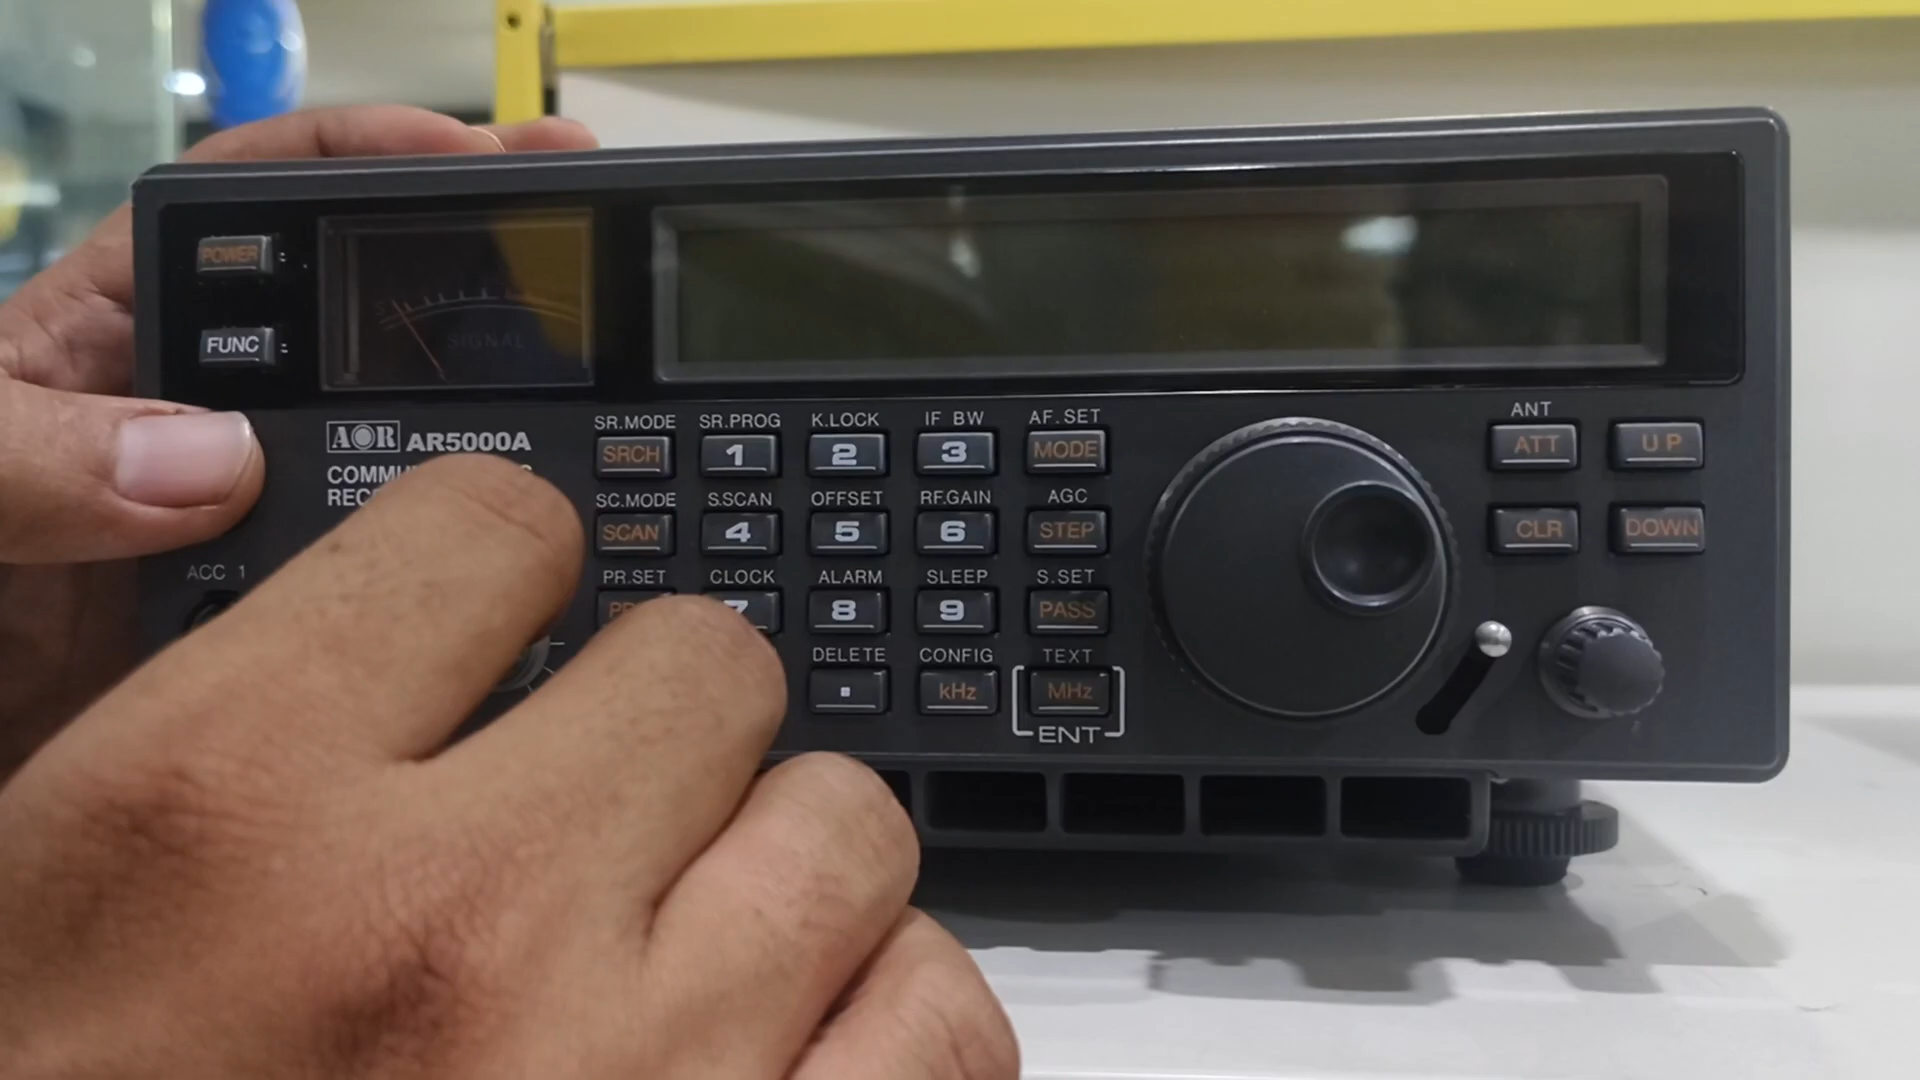 POWER
FUNC
SIGNAL
AOR AR5000A
SR.MODE SR.PROG K.LOCK IF BW AF.SET
SRCH 1 2 3 MODE
SC.MODE S.SCAN OFFSET RF.GAIN AGC
SCAN 4 5 6 STEP
PR.SET CLOCK ALARM SLEEP S.SET
7 8 9 PASS
DELETE CONFIG TEXT
. kHz MHz
ENT
ANT
ATT UP
CLR DOWN
ACC 1